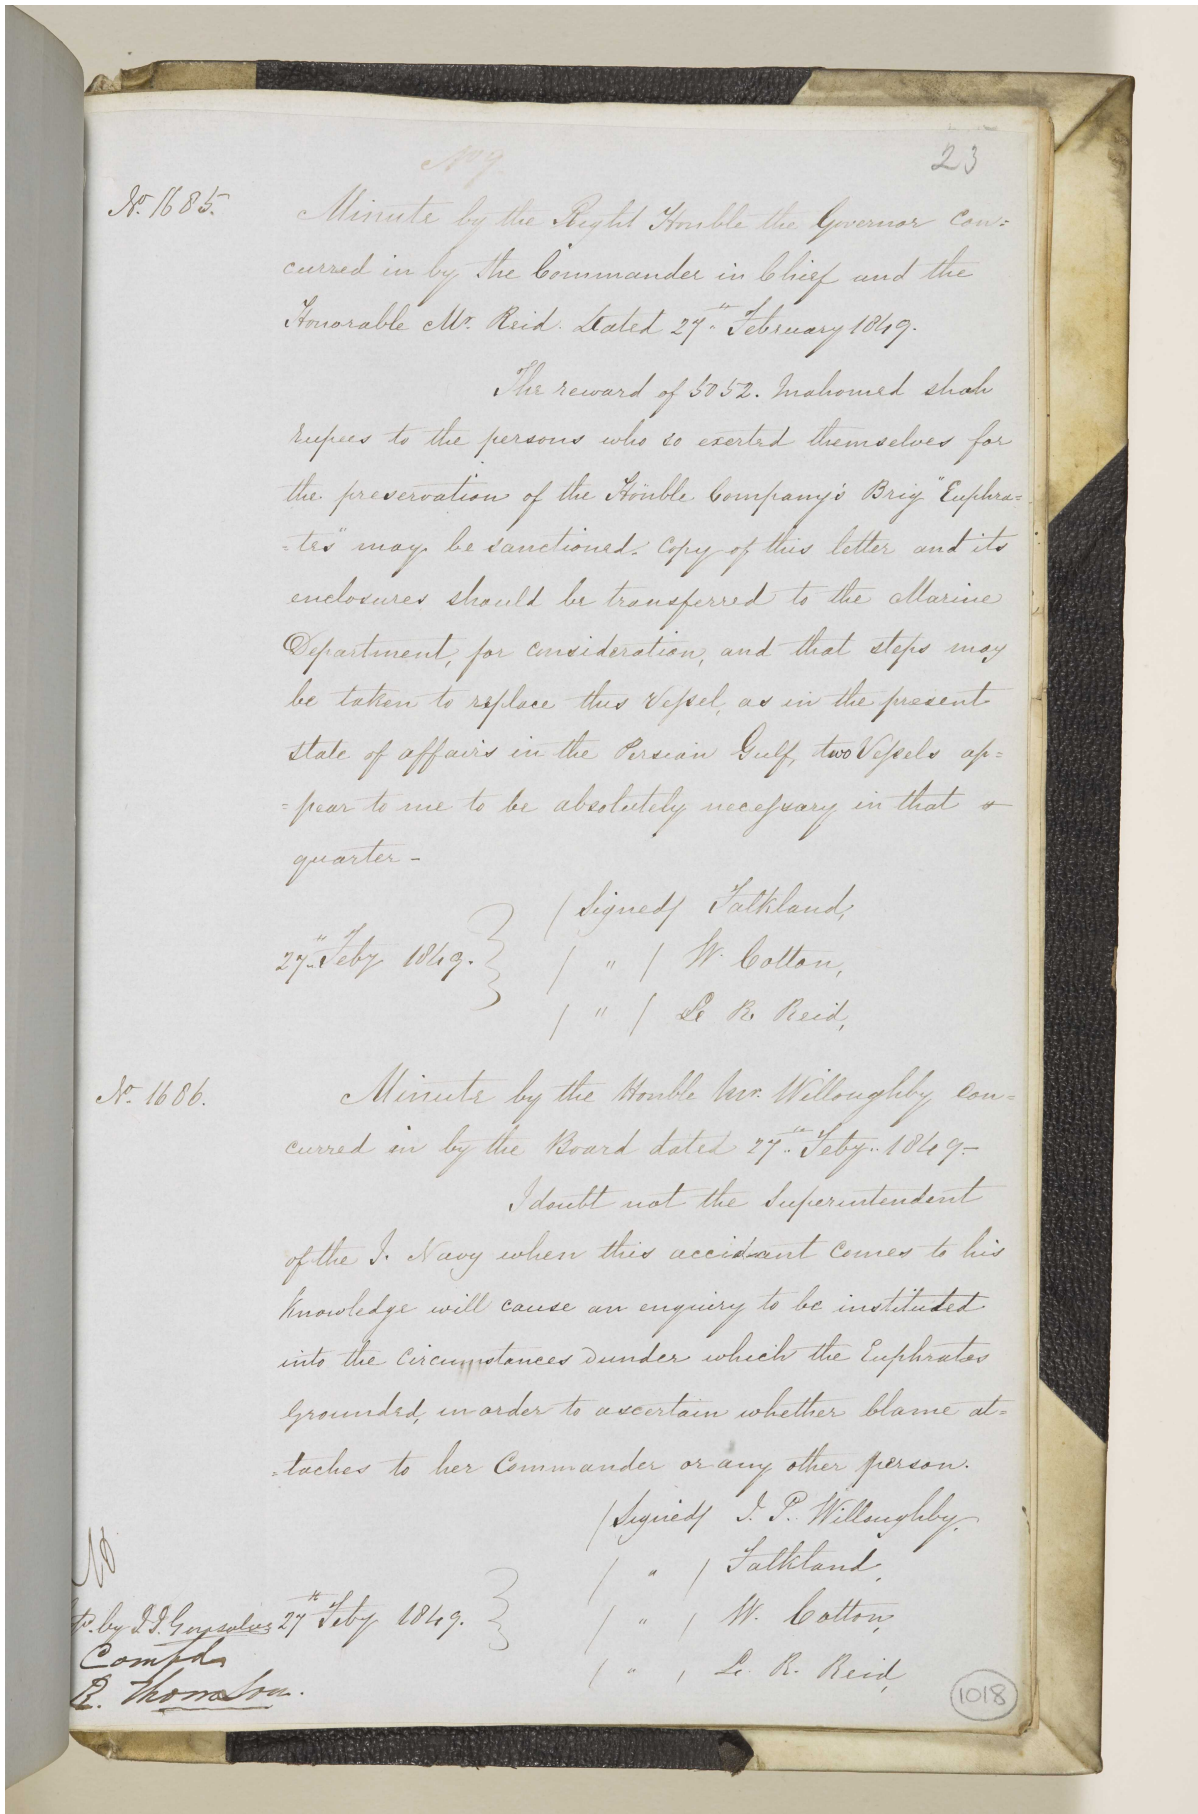 23
No 7
No. 1685.
Minute by the Right Honble the Governor con=
curred in by the Commander in Chief and the
Honorable Mr. Reid. Dated 27th February 1849.
The reward of 5052. Mahomed shah
rupees to the persons who so exerted themselves for
the preservation of the Honble Company's Brig "Euphra=
=tes" may be sanctioned. Copy of this letter and its
enclosures should be transferred to the Marine
Department, for consideration, and that steps may
be taken to replace this Vessel, as in the present
state of affairs in the Persian Gulf, two Vessels ap=
=pear to me to be absolutely necessary in that
quarter –
(Signed) Falkland,
27th Feby 1849. ( " ) W. Cotton,
( " ) L. R. Reid,
No. 1686.
Minute by the Honble Mr. Willoughby con=
curred in by the Board dated 27th Feby. 1849–
I doubt not the Superintendent
of the I. Navy when this accident comes to his
knowledge will cause an enquiry to be instituted
into the circumstances under which the Euphrates
grounded, in order to ascertain whether blame at=
=taches to her Commander or any other person.
(Signed) J. P. Willoughby,
( " ) Falkland,
27th Feby 1849. ( " ) W. Cotton,
( " ) L. R. Reid,
by J. J. Gonsalves
Compd.
R. Thomson.
1018